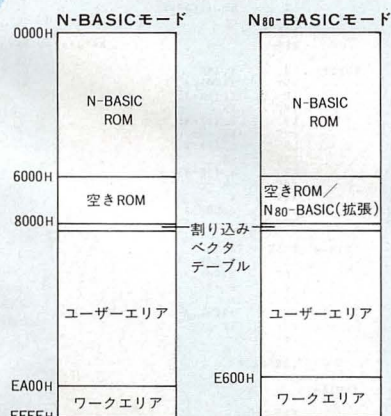 N-BASICモード
N80-BASICモード
0000H
N-BASIC
ROM
N-BASIC
ROM
6000H
空きROM
空きROM／
N80-BASIC(拡張)
8000H
割り込み
ベクタ
テーブル
ユーザーエリア
ユーザーエリア
EA00H
E600H
ワークエリア
ワークエリア
FFFFH